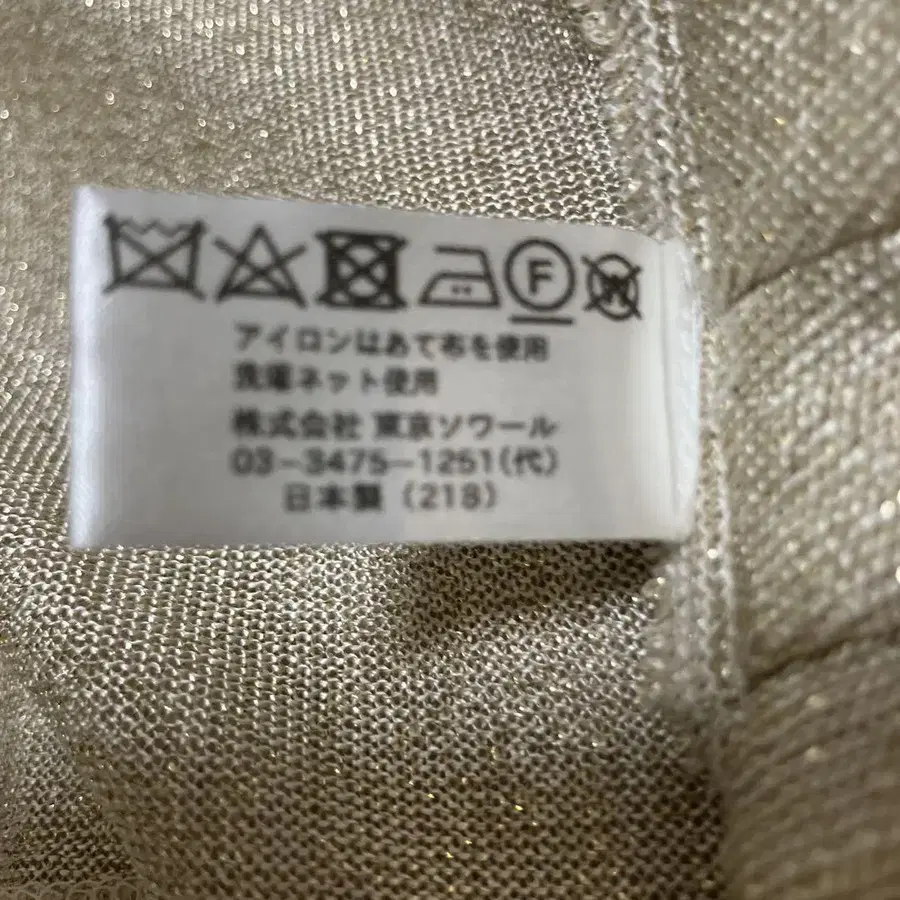 F W
アイロンはあて布を使用
洗濯ネット使用
株式会社 東京ソワール
03-3475-1251(代)
日本製 (218)